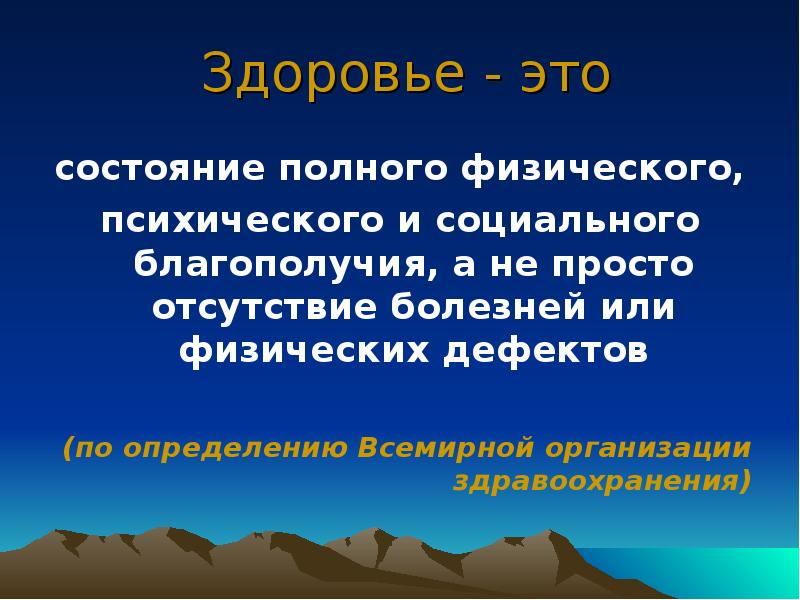 Здоровье - это
состояние полного физического,
психического и социального
благополучия, а не просто
отсутствие болезней или
физических дефектов
(по определению Всемирной организации
здравоохранения)